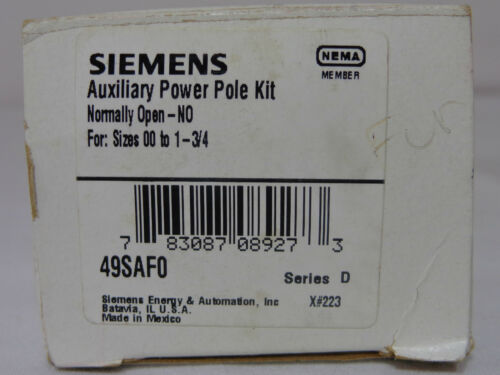 SIEMENS
NEMA
MEMBER
Auxiliary Power Pole Kit
Normally Open-NO
For: Sizes 00 to 1-3/4
7 83087 08927 3
49SAF0
Series D
Siemens Energy & Automation, Inc X#223
Batavia, IL U.S.A.
Made in Mexico